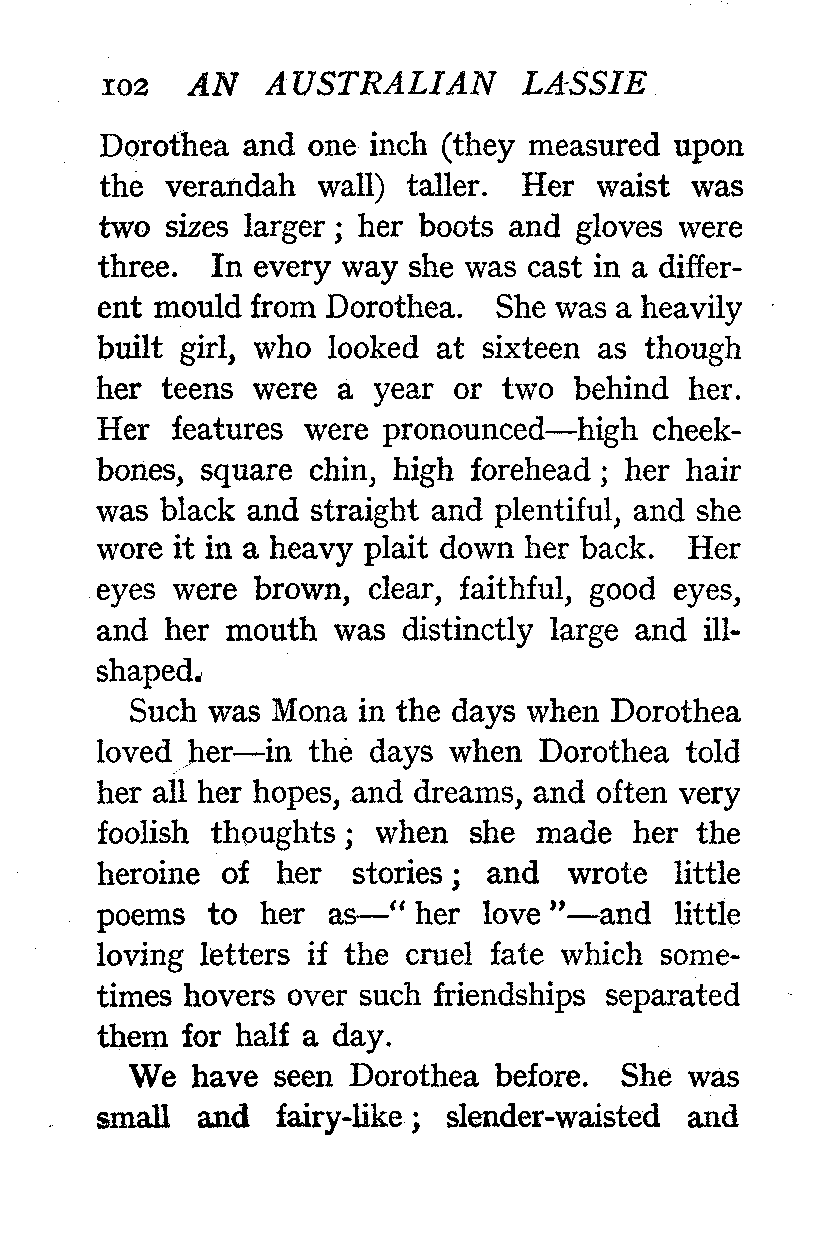 102 AN AUSTRALIAN LASSIE
Dorothea and one inch (they measured upon
the verandah wall) taller. Her waist was
two sizes larger; her boots and gloves were
three. In every way she was cast in a differ-
ent mould from Dorothea. She was a heavily
built girl, who looked at sixteen as though
her teens were a year or two behind her.
Her features were pronounced—high cheek-
bones, square chin, high forehead; her hair
was black and straight and plentiful, and she
wore it in a heavy plait down her back. Her
eyes were brown, clear, faithful, good eyes,
and her mouth was distinctly large and ill-
shaped.
Such was Mona in the days when Dorothea
loved her—in the days when Dorothea told
her all her hopes, and dreams, and often very
foolish thoughts; when she made her the
heroine of her stories; and wrote little
poems to her as—"her love"—and little
loving letters if the cruel fate which some-
times hovers over such friendships separated
them for half a day.
We have seen Dorothea before. She was
small and fairy-like; slender-waisted and